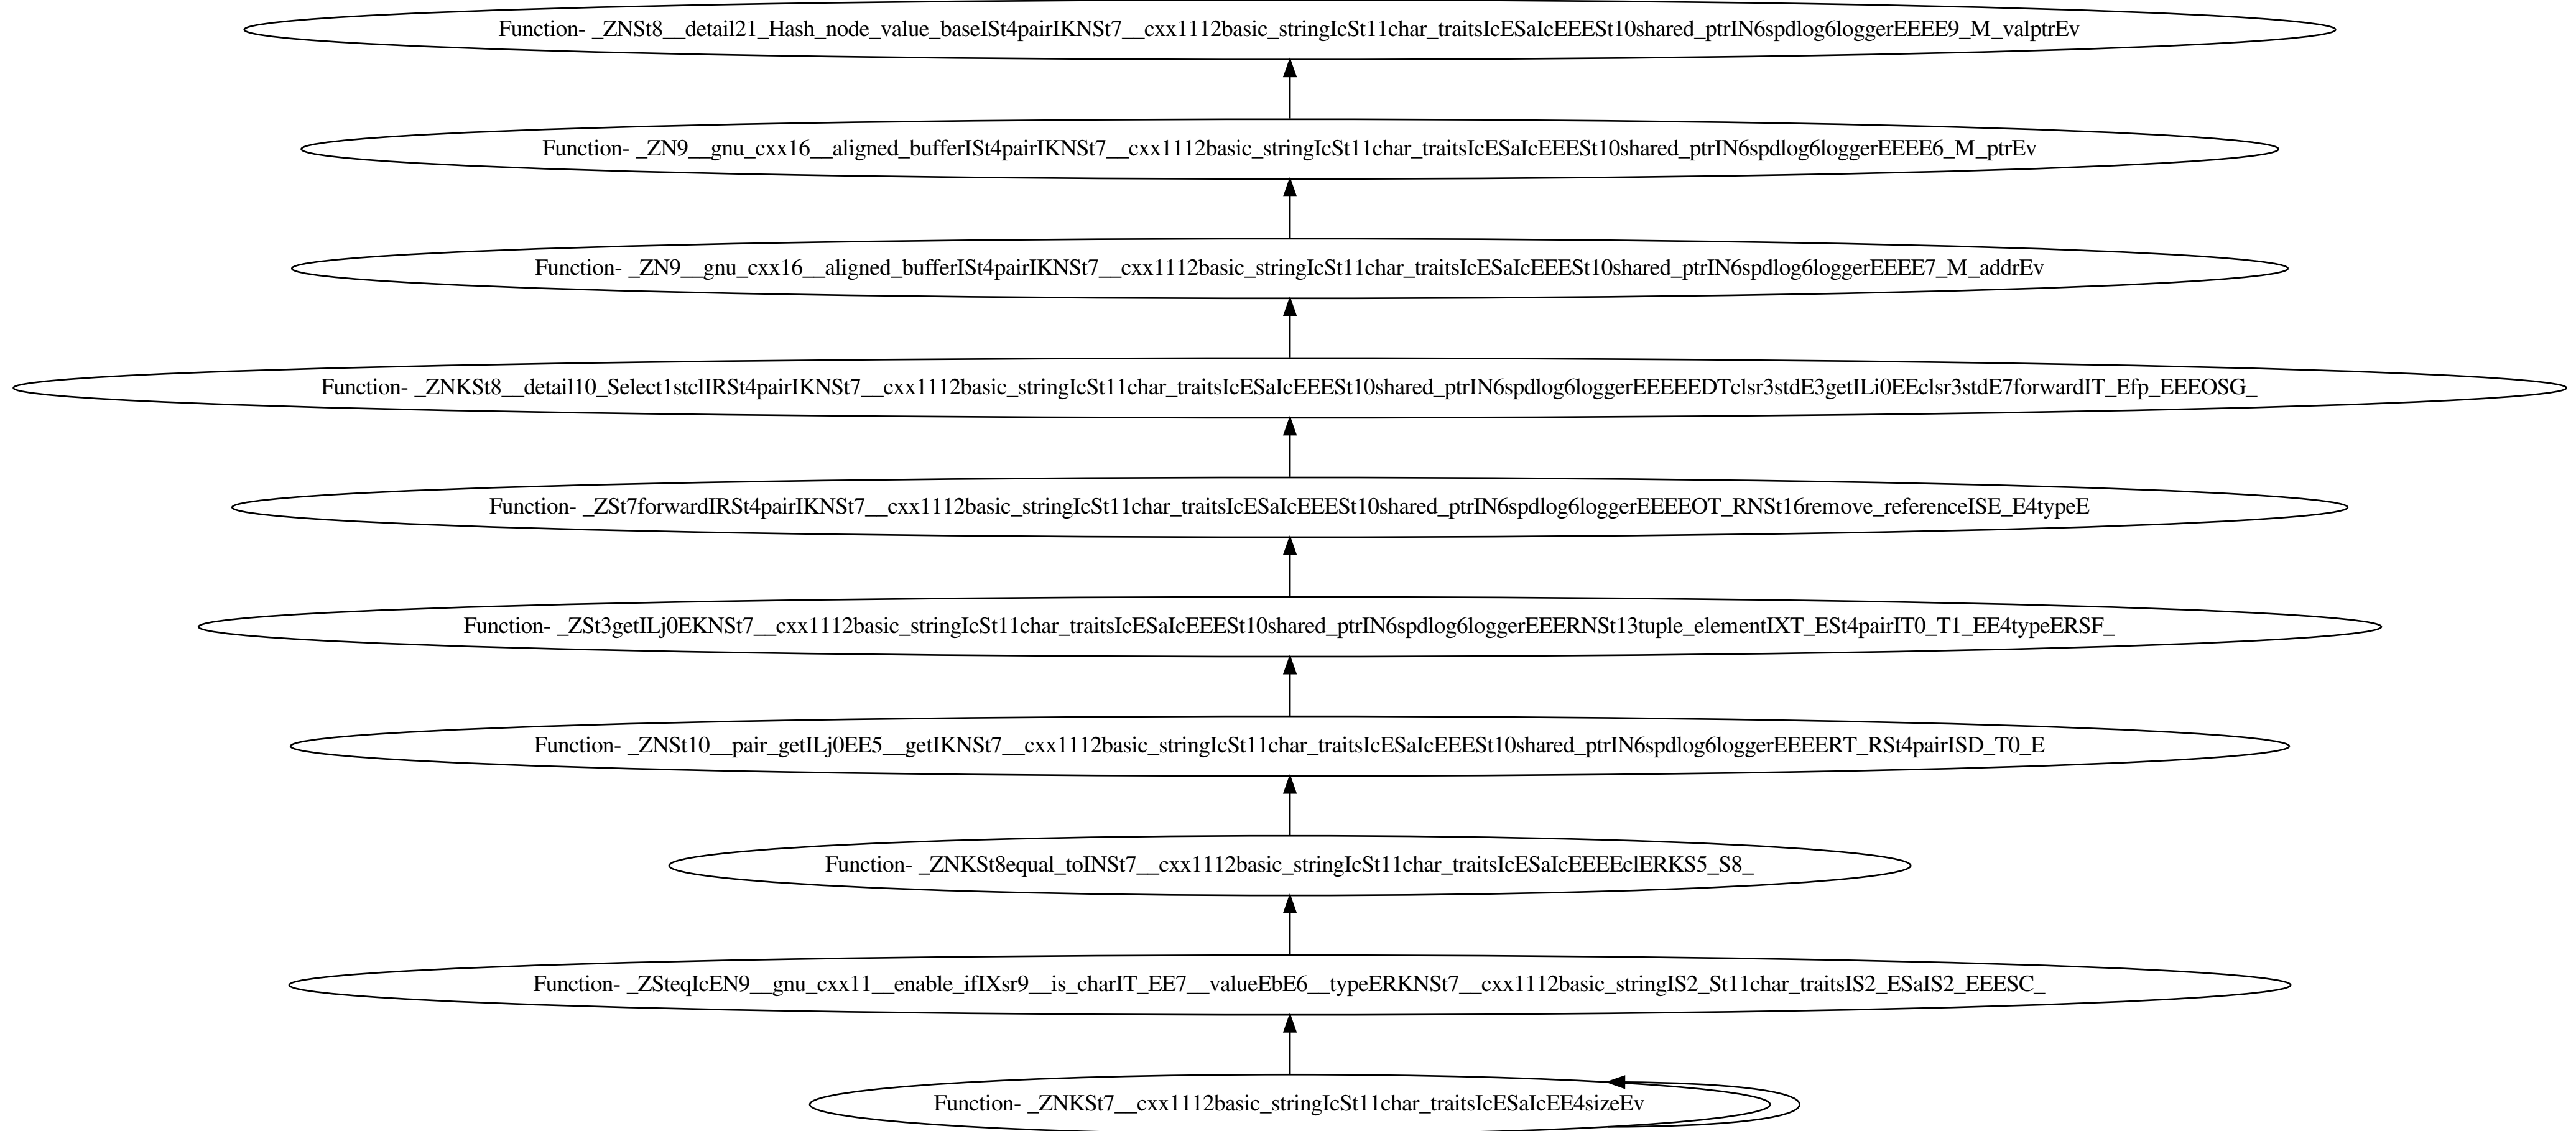 Function- _ZNSt8__detail21_Hash_node_value_baseISt4pairIKNSt7__cxx1112basic_stringIcSt11char_traitsIcESaIcEEESt10shared_ptrIN6spdlog6loggerEEEE9_M_valptrEv
Function- _ZN9__gnu_cxx16__aligned_bufferISt4pairIKNSt7__cxx1112basic_stringIcSt11char_traitsIcESaIcEEESt10shared_ptrIN6spdlog6loggerEEEE6_M_ptrEv
Function- _ZN9__gnu_cxx16__aligned_bufferISt4pairIKNSt7__cxx1112basic_stringIcSt11char_traitsIcESaIcEEESt10shared_ptrIN6spdlog6loggerEEEE7_M_addrEv
Function- _ZNKSt8__detail10_Select1stclIRSt4pairIKNSt7__cxx1112basic_stringIcSt11char_traitsIcESaIcEEESt10shared_ptrIN6spdlog6loggerEEEEEDTclsr3stdE3getILi0EEclsr3stdE7forwardIT_Efp_EEEOSG_
Function- _ZSt7forwardIRSt4pairIKNSt7__cxx1112basic_stringIcSt11char_traitsIcESaIcEEESt10shared_ptrIN6spdlog6loggerEEEEOT_RNSt16remove_referenceISE_E4typeE
Function- _ZSt3getILj0EKNSt7__cxx1112basic_stringIcSt11char_traitsIcESaIcEEESt10shared_ptrIN6spdlog6loggerEEERNSt13tuple_elementIXT_ESt4pairIT0_T1_EE4typeERSF_
Function- _ZNSt10__pair_getILj0EE5__getIKNSt7__cxx1112basic_stringIcSt11char_traitsIcESaIcEEESt10shared_ptrIN6spdlog6loggerEEEERT_RSt4pairISD_T0_E
Function- _ZNKSt8equal_toINSt7__cxx1112basic_stringIcSt11char_traitsIcESaIcEEEEclERKS5_S8_
Function- _ZSteqIcEN9__gnu_cxx11__enable_ifIXsr9__is_charIT_EE7__valueEbE6__typeERKNSt7__cxx1112basic_stringIS2_St11char_traitsIS2_ESaIS2_EEESC_
Function- _ZNKSt7__cxx1112basic_stringIcSt11char_traitsIcESaIcEE4sizeEv